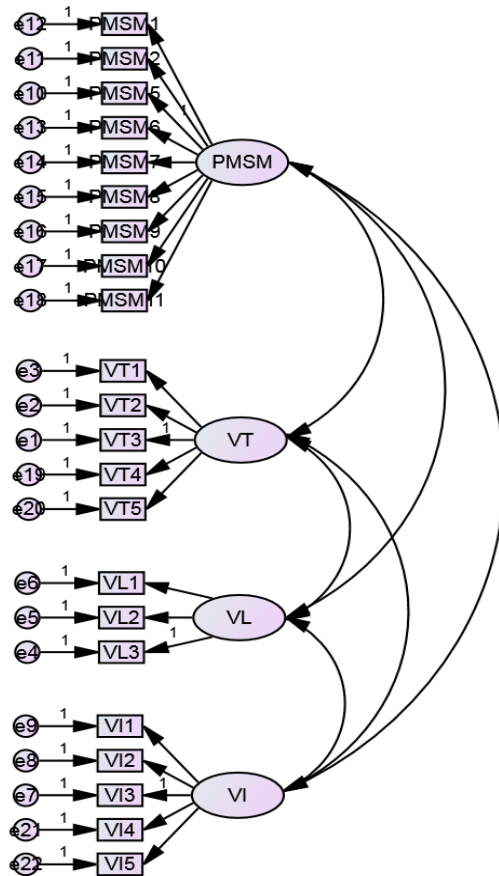 e12 1 PMSM1
e11 1 PMSM2
e10 1 PMSM5 1
e13 1 PMSM6
e14 1 PMSM7 PMSM
e15 1 PMSM8
e16 1 PMSM9
e17 1 PMSM10
e18 1 PMSM11
e3 1 VT1
e2 1 VT2
e1 1 VT3 1 VT
e19 1 VT4
e20 1 VT5
e6 1 VL1
e5 1 VL2 VL
e4 1 VL3 1
e9 1 VI1
e8 1 VI2
e7 1 VI3 1 VI
e21 1 VI4
e22 1 VI5